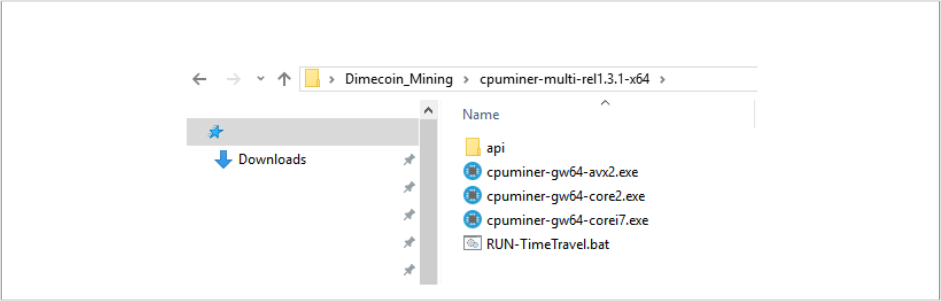 Dimecoin_Mining > cpuminer-multi-rel1.3.1-x64 >
Name
Downloads
api
cpuminer-gw64-avx2.exe
cpuminer-gw64-core2.exe
cpuminer-gw64-corei7.exe
RUN-TimeTravel.bat